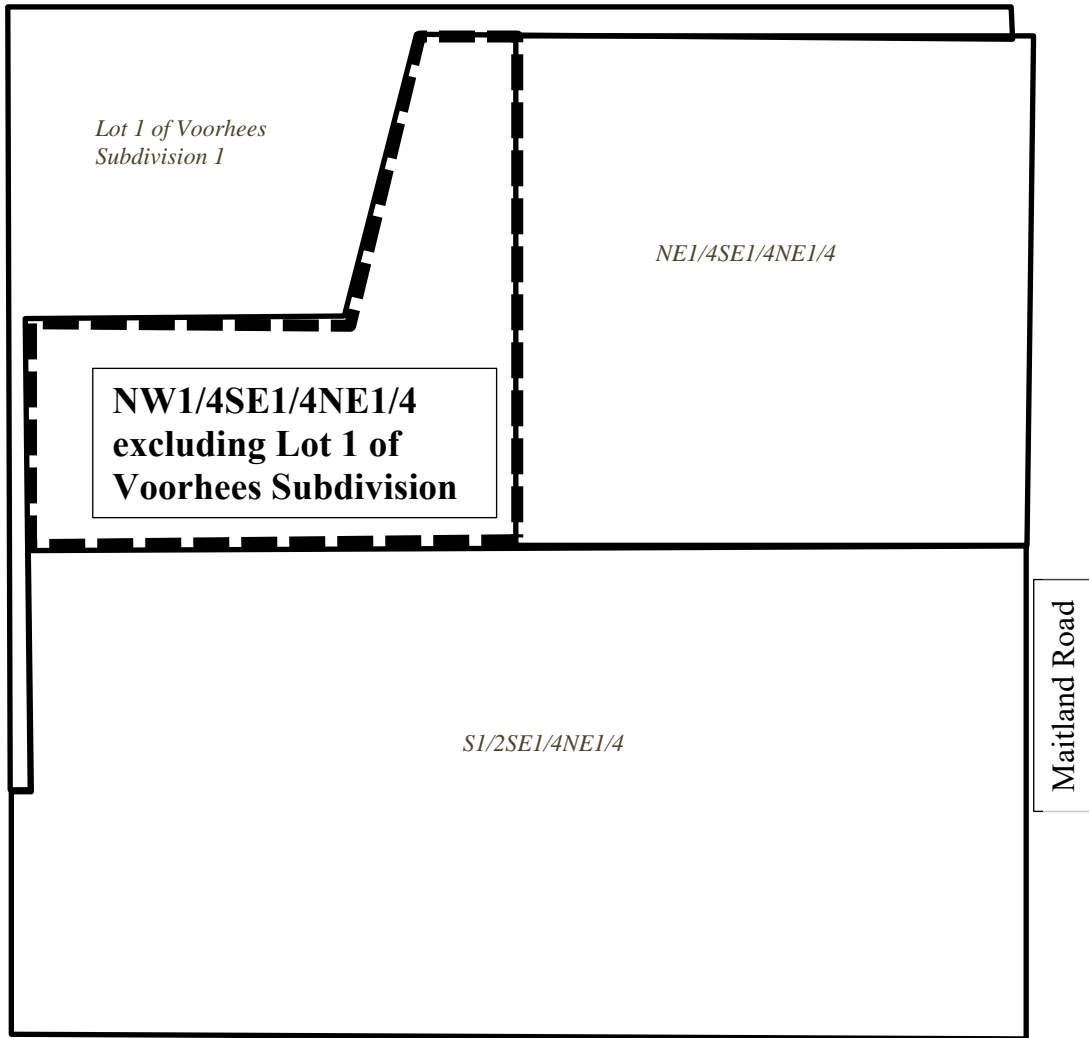 Lot 1 of Voorhees
Subdivision 1
NE1/4SE1/4NE1/4
NW1/4SE1/4NE1/4
excluding Lot 1 of
Voorhees Subdivision
Maitland Road
S1/2SE1/4NE1/4